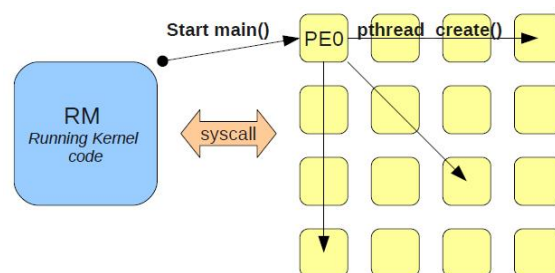 Start main()
PE0
pthread_create()
RM
Running Kernel
code
syscall